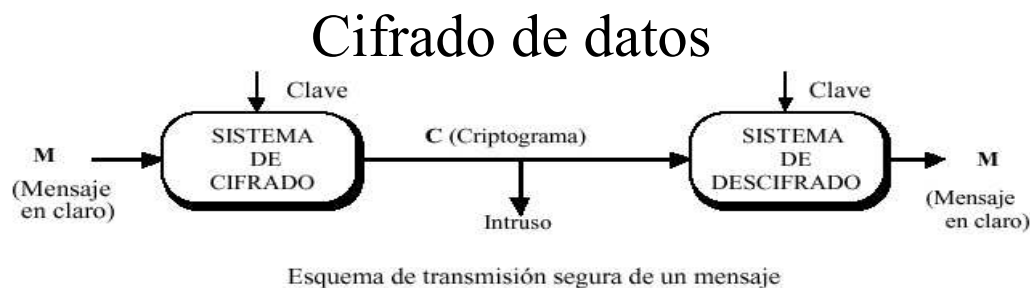 Cifrado de datos
Clave
Clave
SISTEMA
DE
CIFRADO
C (Criptograma)
SISTEMA
DE
DESCIFRADO
M
(Mensaje
en claro)
Intruso
M
(Mensaje
en claro)
Esquema de transmisión segura de un mensaje